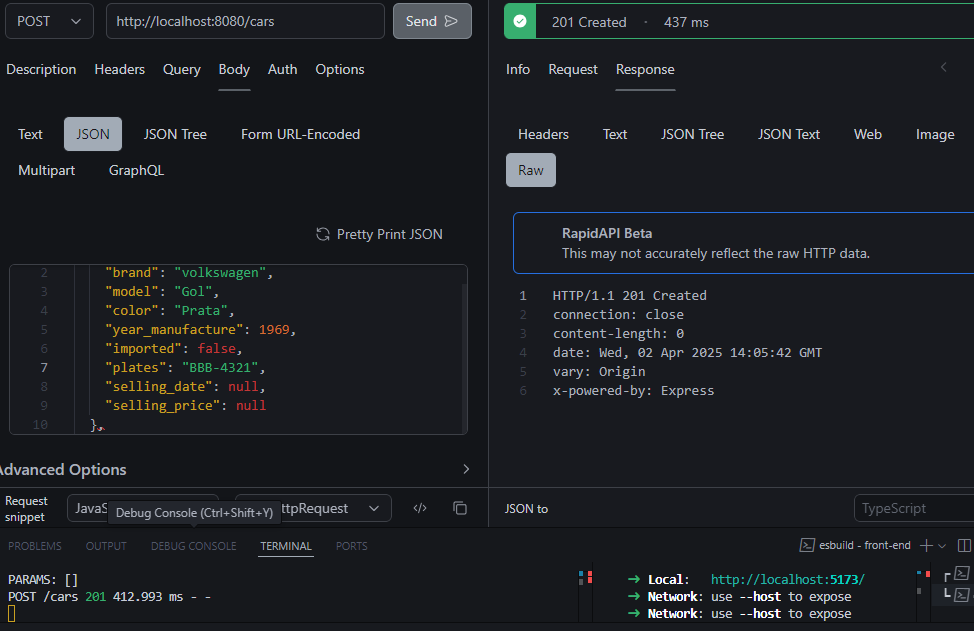 POST
http://localhost:8080/cars
Send
Description Headers Query Body Auth Options
Text JSON JSON Tree Form URL-Encoded
Multipart GraphQL
Pretty Print JSON
2 "brand": "volkswagen",
3 "model": "Gol",
4 "color": "Prata",
5 "year_manufacture": 1969,
6 "imported": false,
7 "plates": "BBB-4321",
8 "selling_date": null,
9 "selling_price": null
10 },
Advanced Options
Request
snippet
JavaS
ttpRequest
Debug Console (Ctrl+Shift+Y)
201 Created · 437 ms
Info Request Response
Headers Text JSON Tree JSON Text Web Image
Raw
RapidAPI Beta
This may not accurately reflect the raw HTTP data.
1 HTTP/1.1 201 Created
2 connection: close
3 content-length: 0
4 date: Wed, 02 Apr 2025 14:05:42 GMT
5 vary: Origin
6 x-powered-by: Express
JSON to
TypeScript
PROBLEMS OUTPUT DEBUG CONSOLE TERMINAL PORTS
esbuild - front-end
PARAMS: []
POST /cars 201 412.993 ms - -
➜ Local: http://localhost:5173/
➜ Network: use --host to expose
➜ Network: use --host to expose